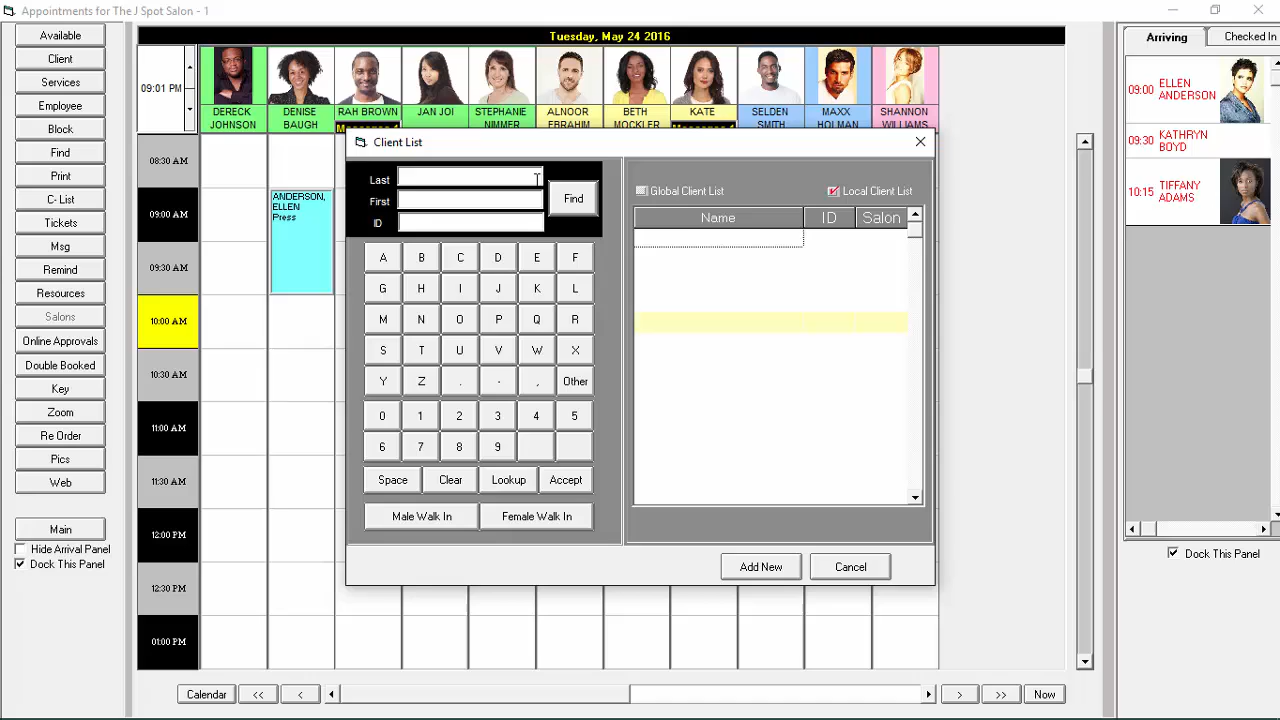 Appointments for The J Spot Salon - 1
Available
Client
Services
Employee
Block
Find
Print
C-List
Tickets
Msg
Remind
Resources
Salons
Online Approvals
Double Booked
Key
Zoom
Re Order
Pics
Web
Main
Hide Arrival Panel
Dock This Panel
Tuesday, May 24 2016
09:01 PM
DERECK JOHNSON
DENISE BAUGH
RAH BROWN
JAN JOI
STEPHANIE NIMMER
ALNOOR EBRAHIM
BETH MOCKLER
KATE
SELDEN SMITH
MAXX HOLMAN
SHANNON WILLIAMS
08:30 AM
09:00 AM
09:30 AM
10:00 AM
10:30 AM
11:00 AM
11:30 AM
12:00 PM
12:30 PM
01:00 PM
ANDERSON,
ELLEN
Press
Client List
Last
First
ID
Find
A B C D E F
G H I J K L
M N O P Q R
S T U V W X
Y Z . - , Other
0 1 2 3 4 5
6 7 8 9
Space Clear Lookup Accept
Male Walk In Female Walk In
Global Client List
Local Client List
Name ID Salon
Add New Cancel
Calendar << < > >> Now
Arriving Checked In
09:00 ELLEN
ANDERSON
09:30 KATHRYN
BOYD
10:15 TIFFANY
ADAMS
Dock This Panel